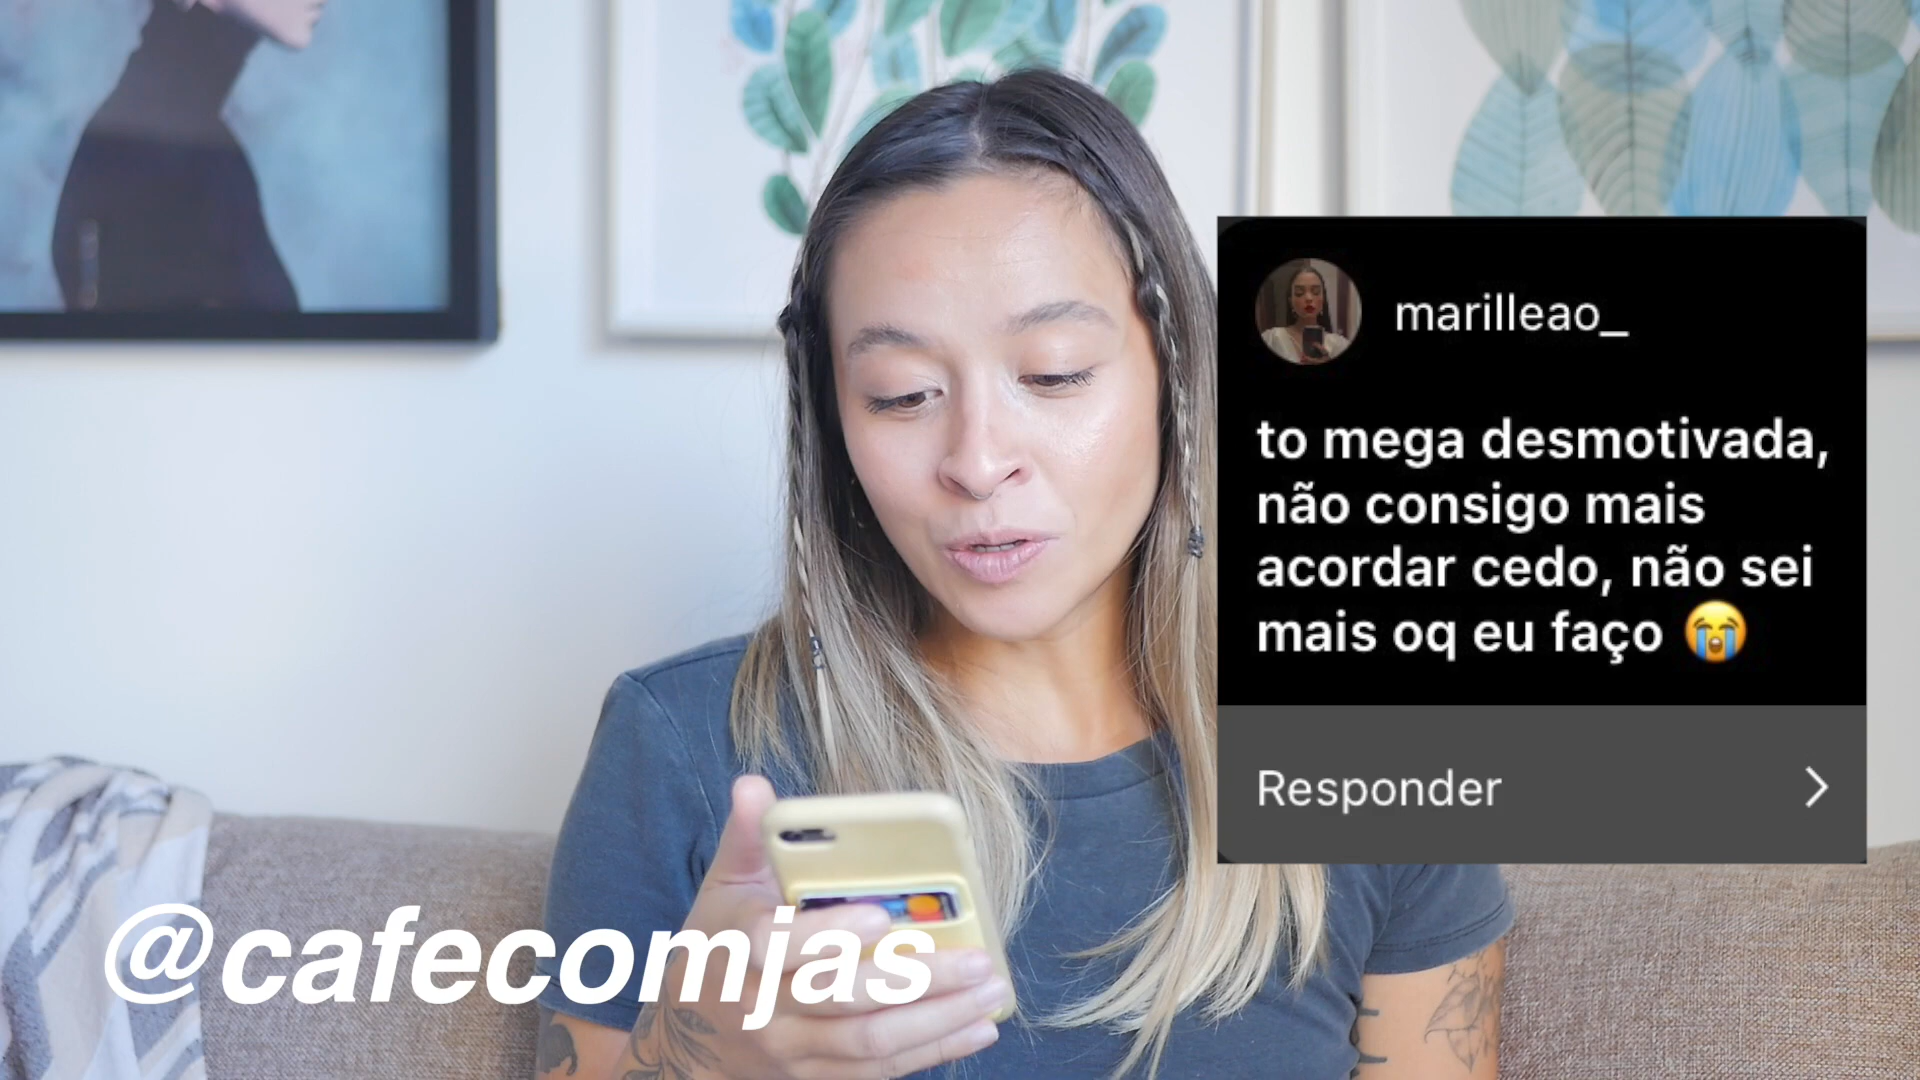 marilleao_
to mega desmotivada,
não consigo mais
acordar cedo, não sei
mais oq eu faço 😭
Responder
@cafecomjas